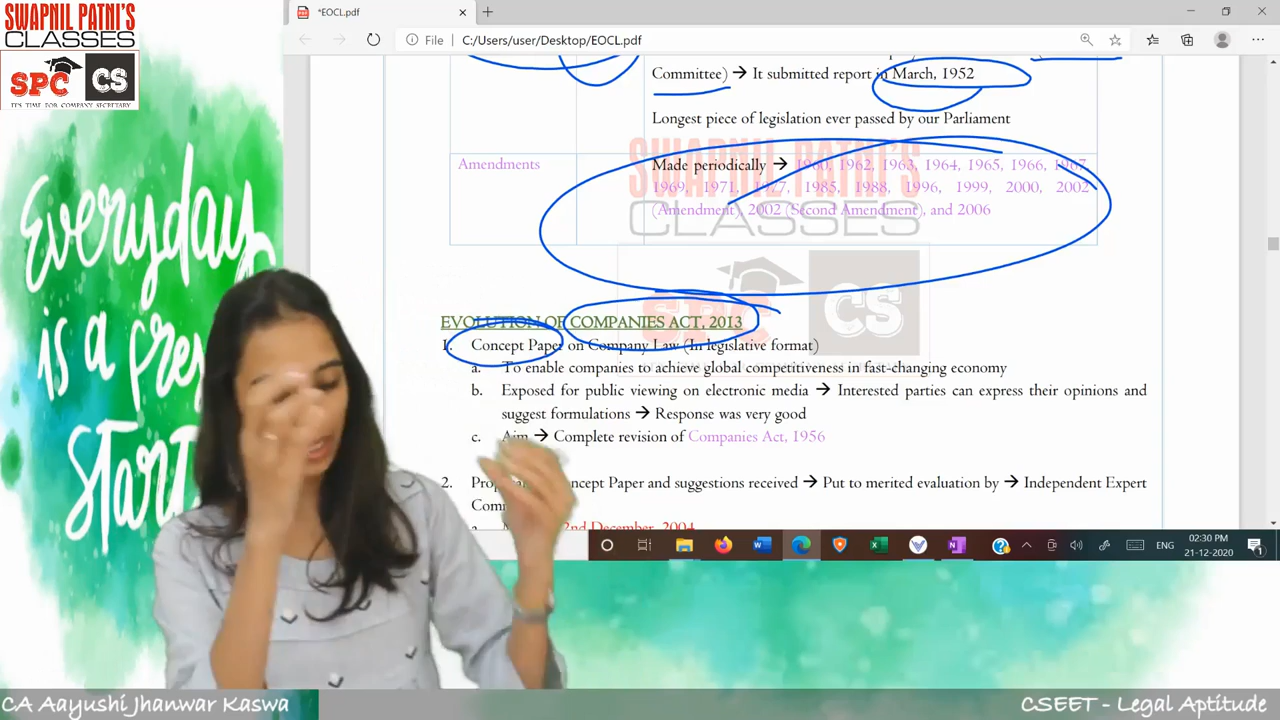 SWAPNIL PATNI'S
CLASSES
SPC CS
IT'S TIME FOR COMPANY SECRETARY
*EOCL.pdf
File C:/Users/user/Desktop/EOCL.pdf
Committee) → It submitted report in March, 1952
Longest piece of legislation ever passed by our Parliament
Amendments Made periodically → 1960, 1962, 1963, 1964, 1965, 1966, 1967
1969, 1971, 1977, 1985, 1988, 1996, 1999, 2000, 2002
(Amendment), 2002 (Second Amendment), and 2006
SWAPNIL PATNI'S
CLASSES
SPC CS
EVOLUTION OF COMPANIES ACT, 2013
1. Concept Paper on Company Law (In legislative format)
a. To enable companies to achieve global competitiveness in fast-changing economy
b. Exposed for public viewing on electronic media → Interested parties can express their opinions and
suggest formulations → Response was very good
c. Aim → Complete revision of Companies Act, 1956
2. Concept Paper and suggestions received → Put to merited evaluation by → Independent Expert
2nd December, 2004
Everyday
is a
start
ENG
02:30 PM
21-12-2020
CA Aayushi Jhanwar Kaswa
CSEET - Legal Aptitude